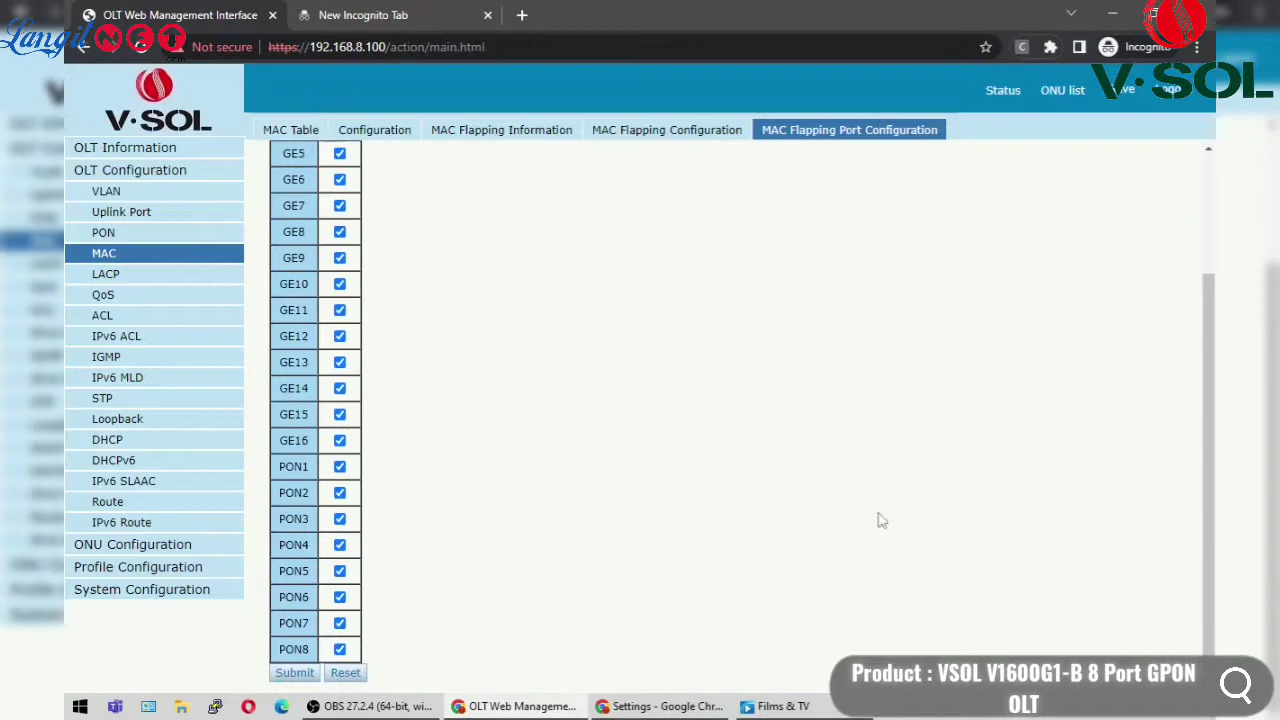 OLT Web Management Interface
New Incognito Tab
Langit NET
.com
Not secure
https://192.168.8.100/action/main.html
Incognito
V·SOL
V·SOL
Status
ONU list
MAC Table
Configuration
MAC Flapping Information
MAC Flapping Configuration
MAC Flapping Port Configuration
OLT Information
OLT Configuration
VLAN
Uplink Port
PON
MAC
LACP
QoS
ACL
IPv6 ACL
IGMP
IPv6 MLD
STP
Loopback
DHCP
DHCPv6
IPv6 SLAAC
Route
IPv6 Route
ONU Configuration
Profile Configuration
System Configuration
GE5
GE6
GE7
GE8
GE9
GE10
GE11
GE12
GE13
GE14
GE15
GE16
PON1
PON2
PON3
PON4
PON5
PON6
PON7
PON8
Submit
Reset
Product : VSOL V1600G1-B 8 Port GPON
OLT
OBS 27.2.4 (64-bit, wi...
OLT Web Manageme...
Settings - Google Chr...
Films & TV